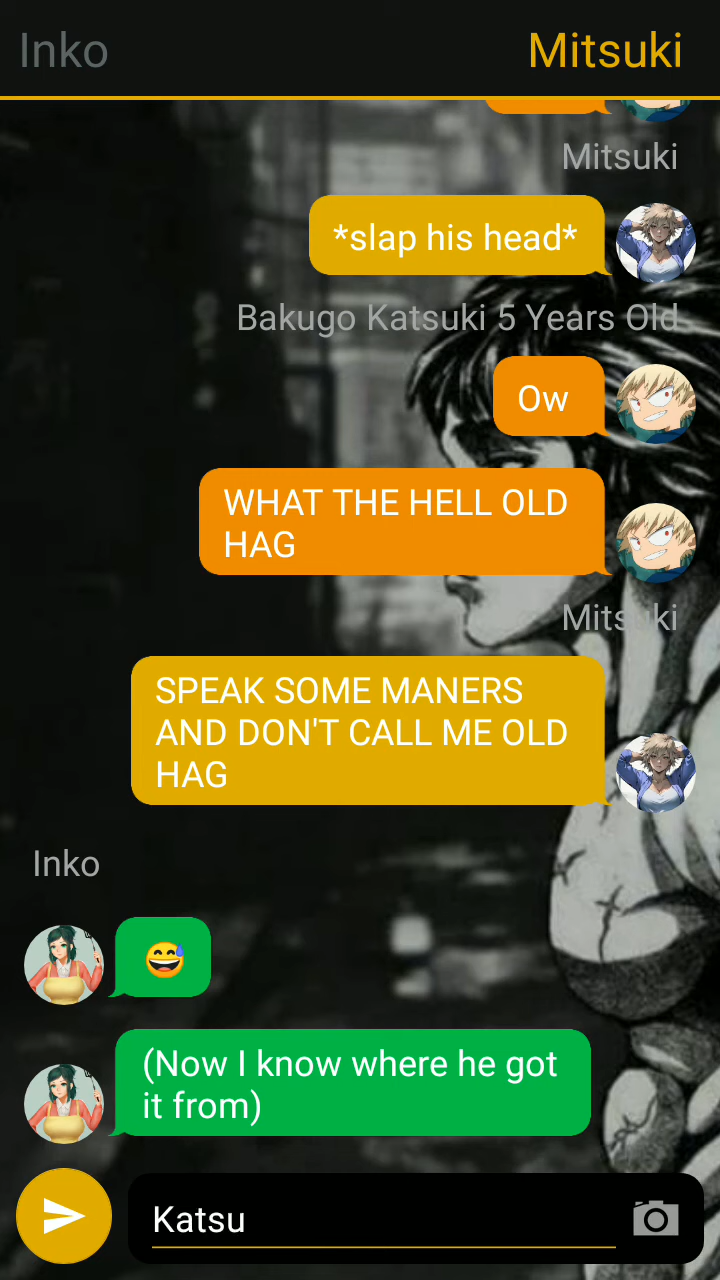 Inko
Mitsuki
Mitsuki
*slap his head*
Bakugo Katsuki 5 Years Old
Ow
WHAT THE HELL OLD
HAG
Mitsuki
SPEAK SOME MANERS
AND DON'T CALL ME OLD
HAG
Inko
😅
(Now I know where he got
it from)
Katsu